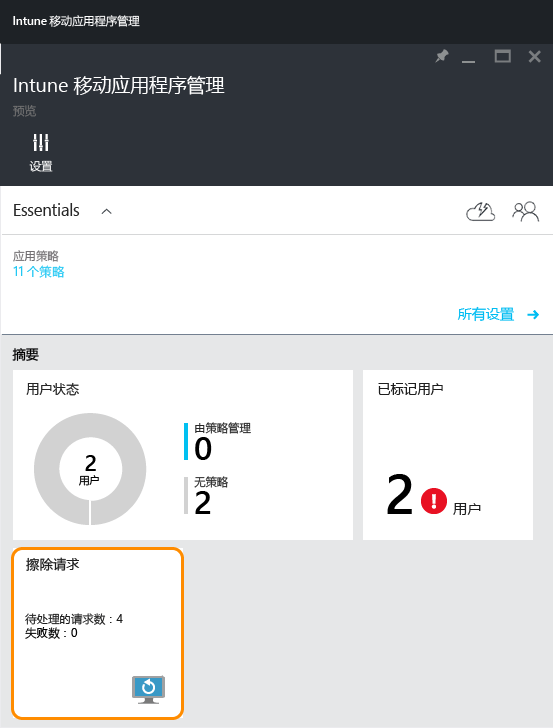 Intune 移动应用程序管理
Intune 移动应用程序管理
预览
设置
Essentials
应用策略
11 个策略
所有设置
摘要
用户状态
2
用户
由策略管理
0
无策略
2
已标记用户
2 用户
擦除请求
待处理的请求数：4
失败数：0